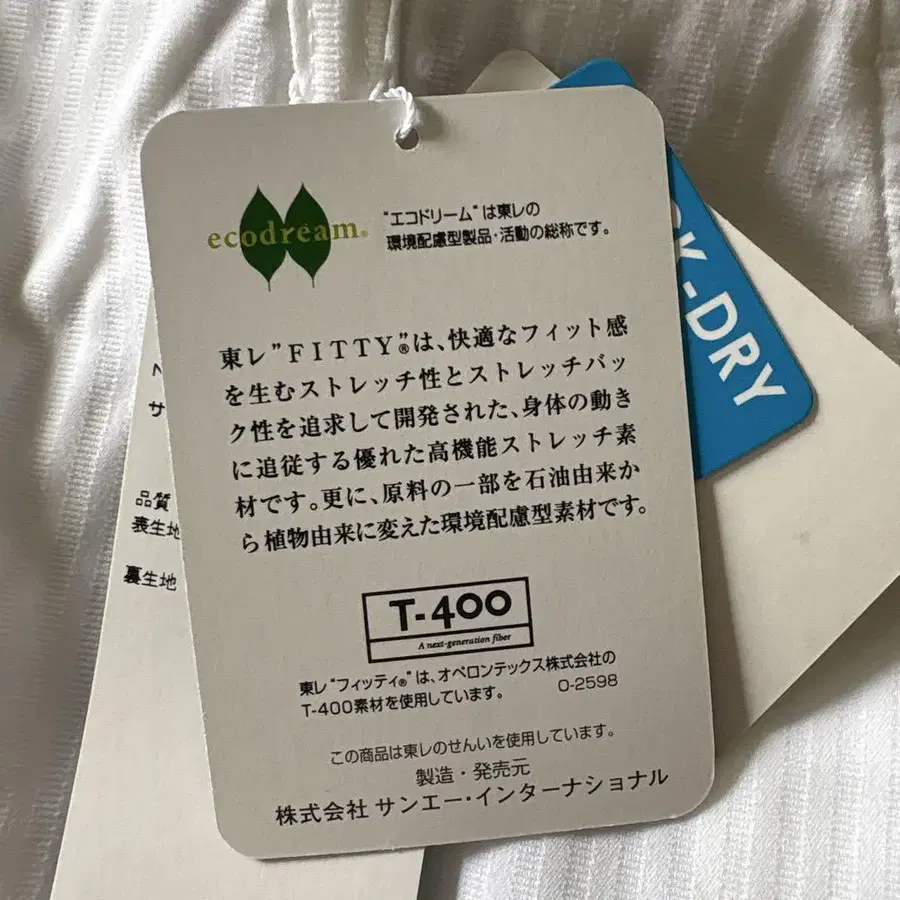 ecodream®
"エコドリーム"は東レの
環境配慮型製品・活動の総称です。
東レ"FITTY"®は、快適なフィット感
を生むストレッチ性とストレッチバッ
ク性を追求して開発された、身体の動き
に追従する優れた高機能ストレッチ素
材です。更に、原料の一部を石油由来か
ら植物由来に変えた環境配慮型素材です。
T-400
A next-generation fiber
東レ"フィッティ®"は、オペロンテックス株式会社の
T-400素材を使用しています。 O-2598
この商品は東レのせんいを使用しています。
製造・発売元
株式会社 サンエー・インターナショナル
CK-DRY
サ
品質
表生地
裏生地